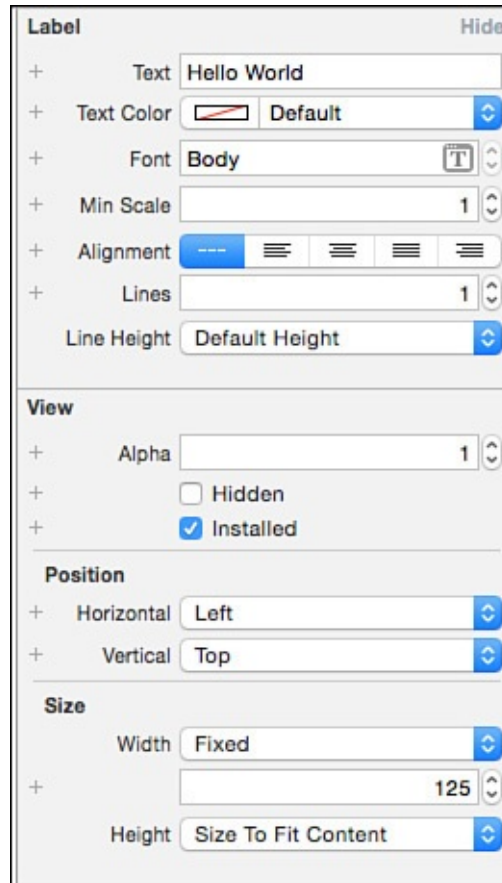 Label Hide
+ Text Hello World
+ Text Color Default
+ Font Body T
+ Min Scale 1
+ Alignment ---
+ Lines 1
Line Height Default Height
View
+ Alpha 1
+ Hidden
+ Installed
Position
+ Horizontal Left
+ Vertical Top
Size
Width Fixed
+ 125
Height Size To Fit Content